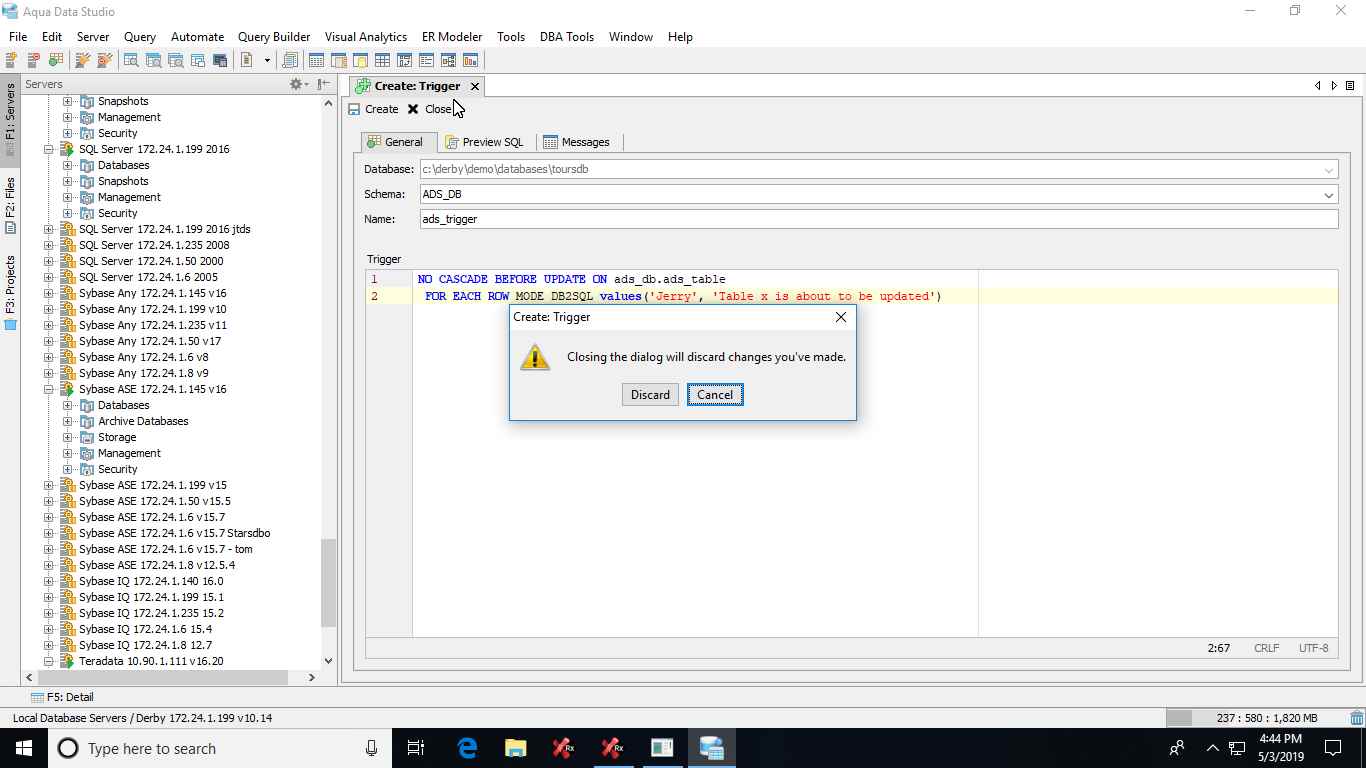 Aqua Data Studio
File Edit Server Query Automate Query Builder Visual Analytics ER Modeler Tools DBA Tools Window Help
F1: Servers
F2: Files
F3: Projects
Servers
Snapshots
Management
Security
SQL Server 172.24.1.199 2016
Databases
Snapshots
Management
Security
SQL Server 172.24.1.199 2016 jtds
SQL Server 172.24.1.235 2008
SQL Server 172.24.1.50 2000
SQL Server 172.24.1.6 2005
Sybase Any 172.24.1.145 v16
Sybase Any 172.24.1.199 v10
Sybase Any 172.24.1.235 v11
Sybase Any 172.24.1.50 v17
Sybase Any 172.24.1.6 v8
Sybase Any 172.24.1.8 v9
Sybase ASE 172.24.1.145 v16
Databases
Archive Databases
Storage
Management
Security
Sybase ASE 172.24.1.199 v15
Sybase ASE 172.24.1.50 v15.5
Sybase ASE 172.24.1.6 v15.7
Sybase ASE 172.24.1.6 v15.7 Starsdbo
Sybase ASE 172.24.1.6 v15.7 - tom
Sybase ASE 172.24.1.8 v12.5.4
Sybase IQ 172.24.1.140 16.0
Sybase IQ 172.24.1.199 15.1
Sybase IQ 172.24.1.235 15.2
Sybase IQ 172.24.1.6 15.4
Sybase IQ 172.24.1.8 12.7
Teradata 10.90.1.111 v16.20
Create: Trigger
Create Close
General Preview SQL Messages
Database: c:\derby\demo\databases\toursdb
Schema: ADS_DB
Name: ads_trigger
Trigger
1 NO CASCADE BEFORE UPDATE ON ads_db.ads_table
2 FOR EACH ROW MODE DB2SQL values('Jerry', 'Table x is about to be updated')
Create: Trigger
Closing the dialog will discard changes you've made.
Discard Cancel
2:67 CRLF UTF-8
F5: Detail
Local Database Servers / Derby 172.24.1.199 v10.14
237 : 580 : 1,820 MB
Type here to search
Rx
Rx
4:44 PM
5/3/2019